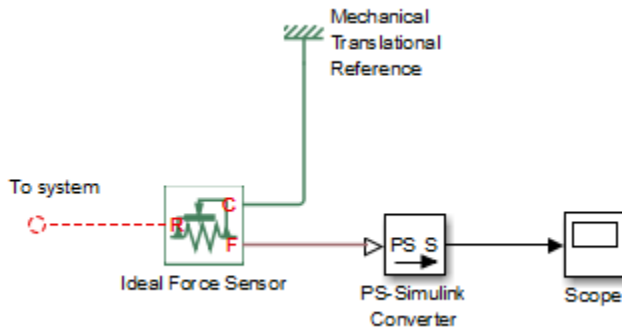 Mechanical
Translational
Reference
To system
R
C
F
Ideal Force Sensor
PS S
PS-Simulink
Converter
Scope